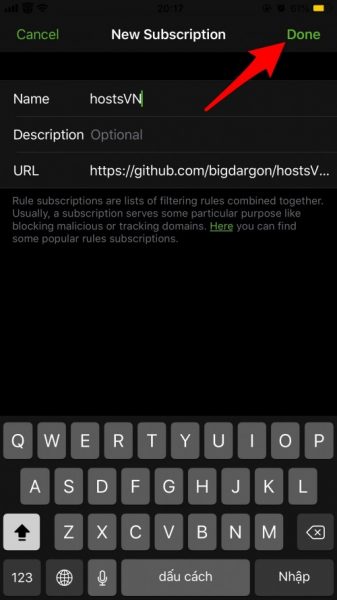 20:17
61%
Cancel
New Subscription
Done
Name hostsVN
Description Optional
URL https://github.com/bigdargon/hostsV...
Rule subscriptions are lists of filtering rules combined together.
Usually, a subscription serves some particular purpose like
blocking malicious or tracking domains. Here you can find
some popular rules subscriptions.
Q W E R T Y U I O P
A S D F G H J K L
Z X C V B N M
123 dấu cách Nhập